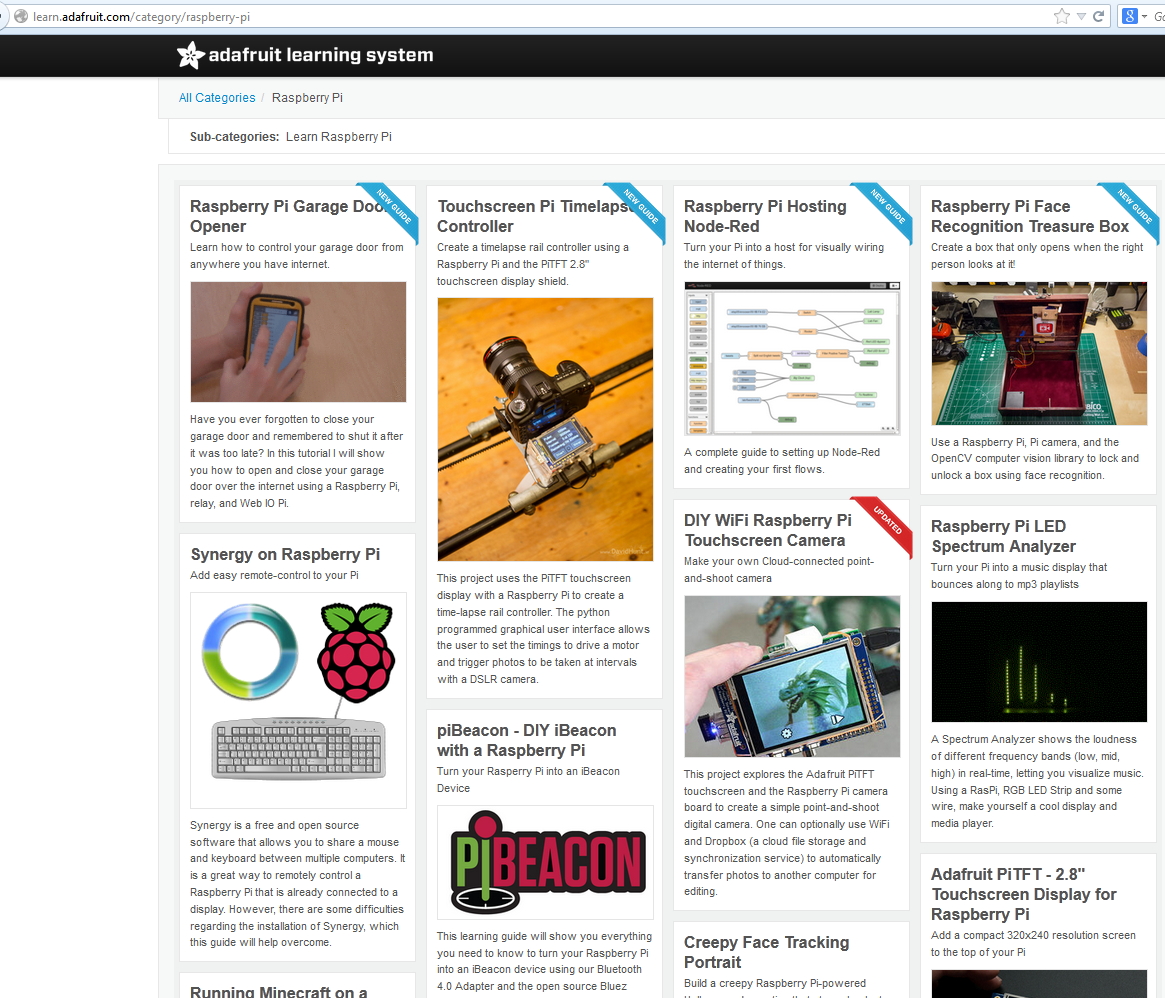 learn.adafruit.com/category/raspberry-pi
adafruit learning system
All Categories / Raspberry Pi
Sub-categories: Learn Raspberry Pi
NEW GUIDE
Raspberry Pi Garage Door
Opener
Learn how to control your garage door from
anywhere you have internet.
Have you ever forgotten to close your
garage door and remembered to shut it after
it was too late? In this tutorial I will show
you how to open and close your garage
door over the internet using a Raspberry Pi,
relay, and Web IO Pi.
Synergy on Raspberry Pi
Add easy remote-control to your Pi
Synergy is a free and open source
software that allows you to share a mouse
and keyboard between multiple computers. It
is a great way to remotely control a
Raspberry Pi that is already connected to a
display. However, there are some difficulties
regarding the installation of Synergy, which
this guide will help overcome.
Running Minecraft on a
NEW GUIDE
Touchscreen Pi Timelapse
Controller
Create a timelapse rail controller using a
Raspberry Pi and the PiTFT 2.8"
touchscreen display shield.
This project uses the PiTFT touchscreen
display with a Raspberry Pi to create a
time-lapse rail controller. The python
programmed graphical user interface allows
the user to set the timings to drive a motor
and trigger photos to be taken at intervals
with a DSLR camera.
piBeacon - DIY iBeacon
with a Raspberry Pi
Turn your Rasperry Pi into an iBeacon
Device
PiBEACON
This learning guide will show you everything
you need to know to turn your Raspberry Pi
into an iBeacon device using our Bluetooth
4.0 Adapter and the open source Bluez
NEW GUIDE
Raspberry Pi Hosting
Node-Red
Turn your Pi into a host for visually wiring
the internet of things.
A complete guide to setting up Node-Red
and creating your first flows.
UPDATED
DIY WiFi Raspberry Pi
Touchscreen Camera
Make your own Cloud-connected point-
and-shoot camera
This project explores the Adafruit PiTFT
touchscreen and the Raspberry Pi camera
board to create a simple point-and-shoot
digital camera. One can optionally use WiFi
and Dropbox (a cloud file storage and
synchronization service) to automatically
transfer photos to another computer for
editing.
Creepy Face Tracking
Portrait
Build a creepy Raspberry Pi-powered
NEW GUIDE
Raspberry Pi Face
Recognition Treasure Box
Create a box that only opens when the right
person looks at it!
Use a Raspberry Pi, Pi camera, and the
OpenCV computer vision library to lock and
unlock a box using face recognition.
Raspberry Pi LED
Spectrum Analyzer
Turn your Pi into a music display that
bounces along to mp3 playlists
A Spectrum Analyzer shows the loudness
of different frequency bands (low, mid,
high) in real-time, letting you visualize music.
Using a RasPi, RGB LED Strip and some
wire, make yourself a cool display and
media player.
Adafruit PiTFT - 2.8"
Touchscreen Display for
Raspberry Pi
Add a compact 320x240 resolution screen
to the top of your Pi